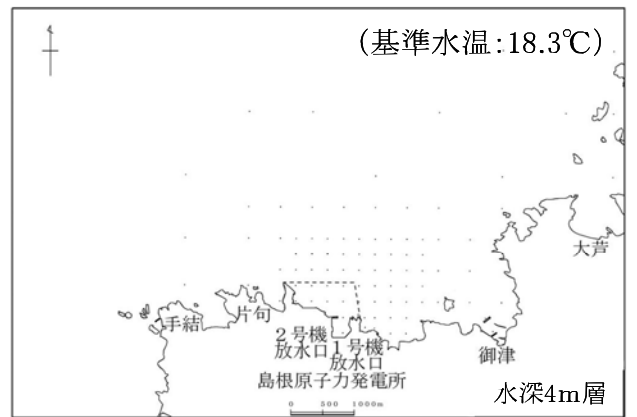 (基準水温:18.3℃)
大芦
片句
手結
2号機
放水口
1号機
放水口
御津
島根原子力発電所
水深4m層
0 500 1000m